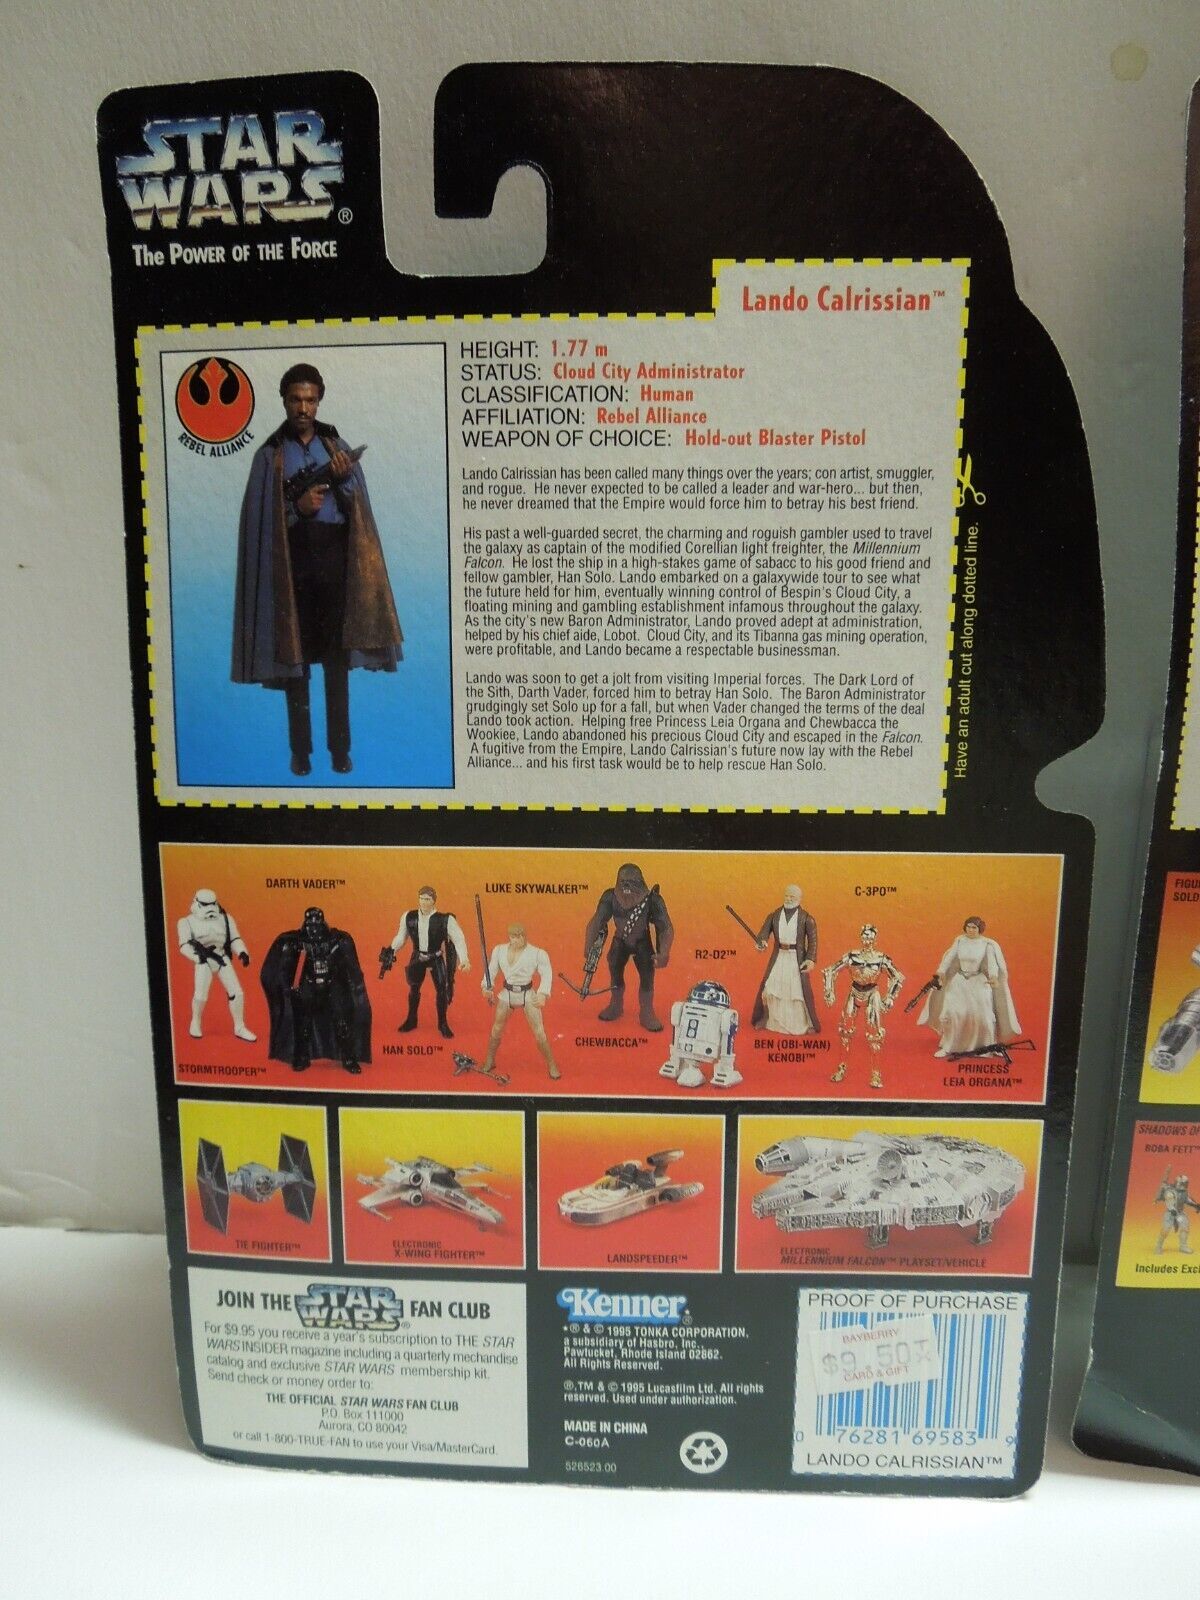 STAR
WARS®
The Power of the Force
Lando Calrissian™
REBEL ALLIANCE
HEIGHT: 1.77 m
STATUS: Cloud City Administrator
CLASSIFICATION: Human
AFFILIATION: Rebel Alliance
WEAPON OF CHOICE: Hold-out Blaster Pistol
Lando Calrissian has been called many things over the years; con artist, smuggler,
and rogue. He never expected to be called a leader and war-hero... but then,
he never dreamed that the Empire would force him to betray his best friend.
His past a well-guarded secret, the charming and roguish gambler used to travel
the galaxy as captain of the modified Corellian light freighter, the Millennium
Falcon. He lost the ship in a high-stakes game of sabacc to his good friend and
fellow gambler, Han Solo. Lando embarked on a galaxywide tour to see what
the future held for him, eventually winning control of Bespin's Cloud City, a
floating mining and gambling establishment infamous throughout the galaxy.
As the city's new Baron Administrator, Lando proved adept at administration,
helped by his chief aide, Lobot. Cloud City, and its Tibanna gas mining operation,
were profitable, and Lando became a respectable businessman.
Lando was soon to get a jolt from visiting Imperial forces. The Dark Lord of
the Sith, Darth Vader, forced him to betray Han Solo. The Baron Administrator
grudgingly set Solo up for a fall, but when Vader changed the terms of the deal
Lando took action. Helping free Princess Leia Organa and Chewbacca the
Wookiee, Lando abandoned his precious Cloud City and escaped in the Falcon.
A fugitive from the Empire, Lando Calrissian's future now lay with the Rebel
Alliance... and his first task would be to help rescue Han Solo.
Have an adult cut along dotted line.
DARTH VADER™
LUKE SKYWALKER™
C-3PO™
R2-D2™
STORMTROOPER™
HAN SOLO™
CHEWBACCA™
BEN (OBI-WAN)
KENOBI™
PRINCESS
LEIA ORGANA™
TIE FIGHTER™
ELECTRONIC
X-WING FIGHTER™
LANDSPEEDER™
ELECTRONIC
MILLENNIUM FALCON™ PLAYSET/VEHICLE
JOIN THE STAR WARS® FAN CLUB
For $9.95 you receive a year's subscription to THE STAR
WARS INSIDER magazine including a quarterly merchandise
catalog and exclusive STAR WARS membership kit.
Send check or money order to:
THE OFFICIAL STAR WARS FAN CLUB
P.O. Box 111000
Aurora, CO 80042
or call 1-800-TRUE-FAN to use your Visa/MasterCard.
Kenner®
•® & © 1995 TONKA CORPORATION,
a subsidiary of Hasbro, Inc.,
Pawtucket, Rhode Island 02862.
All Rights Reserved.
®,TM & © 1995 Lucasfilm Ltd. All rights
reserved. Used under authorization.
MADE IN CHINA
C-060A
526523.00
PROOF OF PURCHASE
BAYBERRY
$9.50
CARD & GIFT
0 76281 69583 9
LANDO CALRISSIAN™
SHADOWS OF
BOBA FETT™